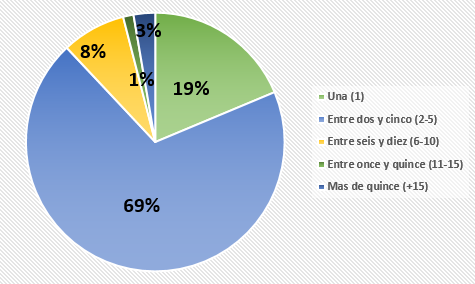 3%
8%
1%
19%
69%
Una (1)
Entre dos y cinco (2-5)
Entre seis y diez (6-10)
Entre once y quince (11-15)
Mas de quince (+15)